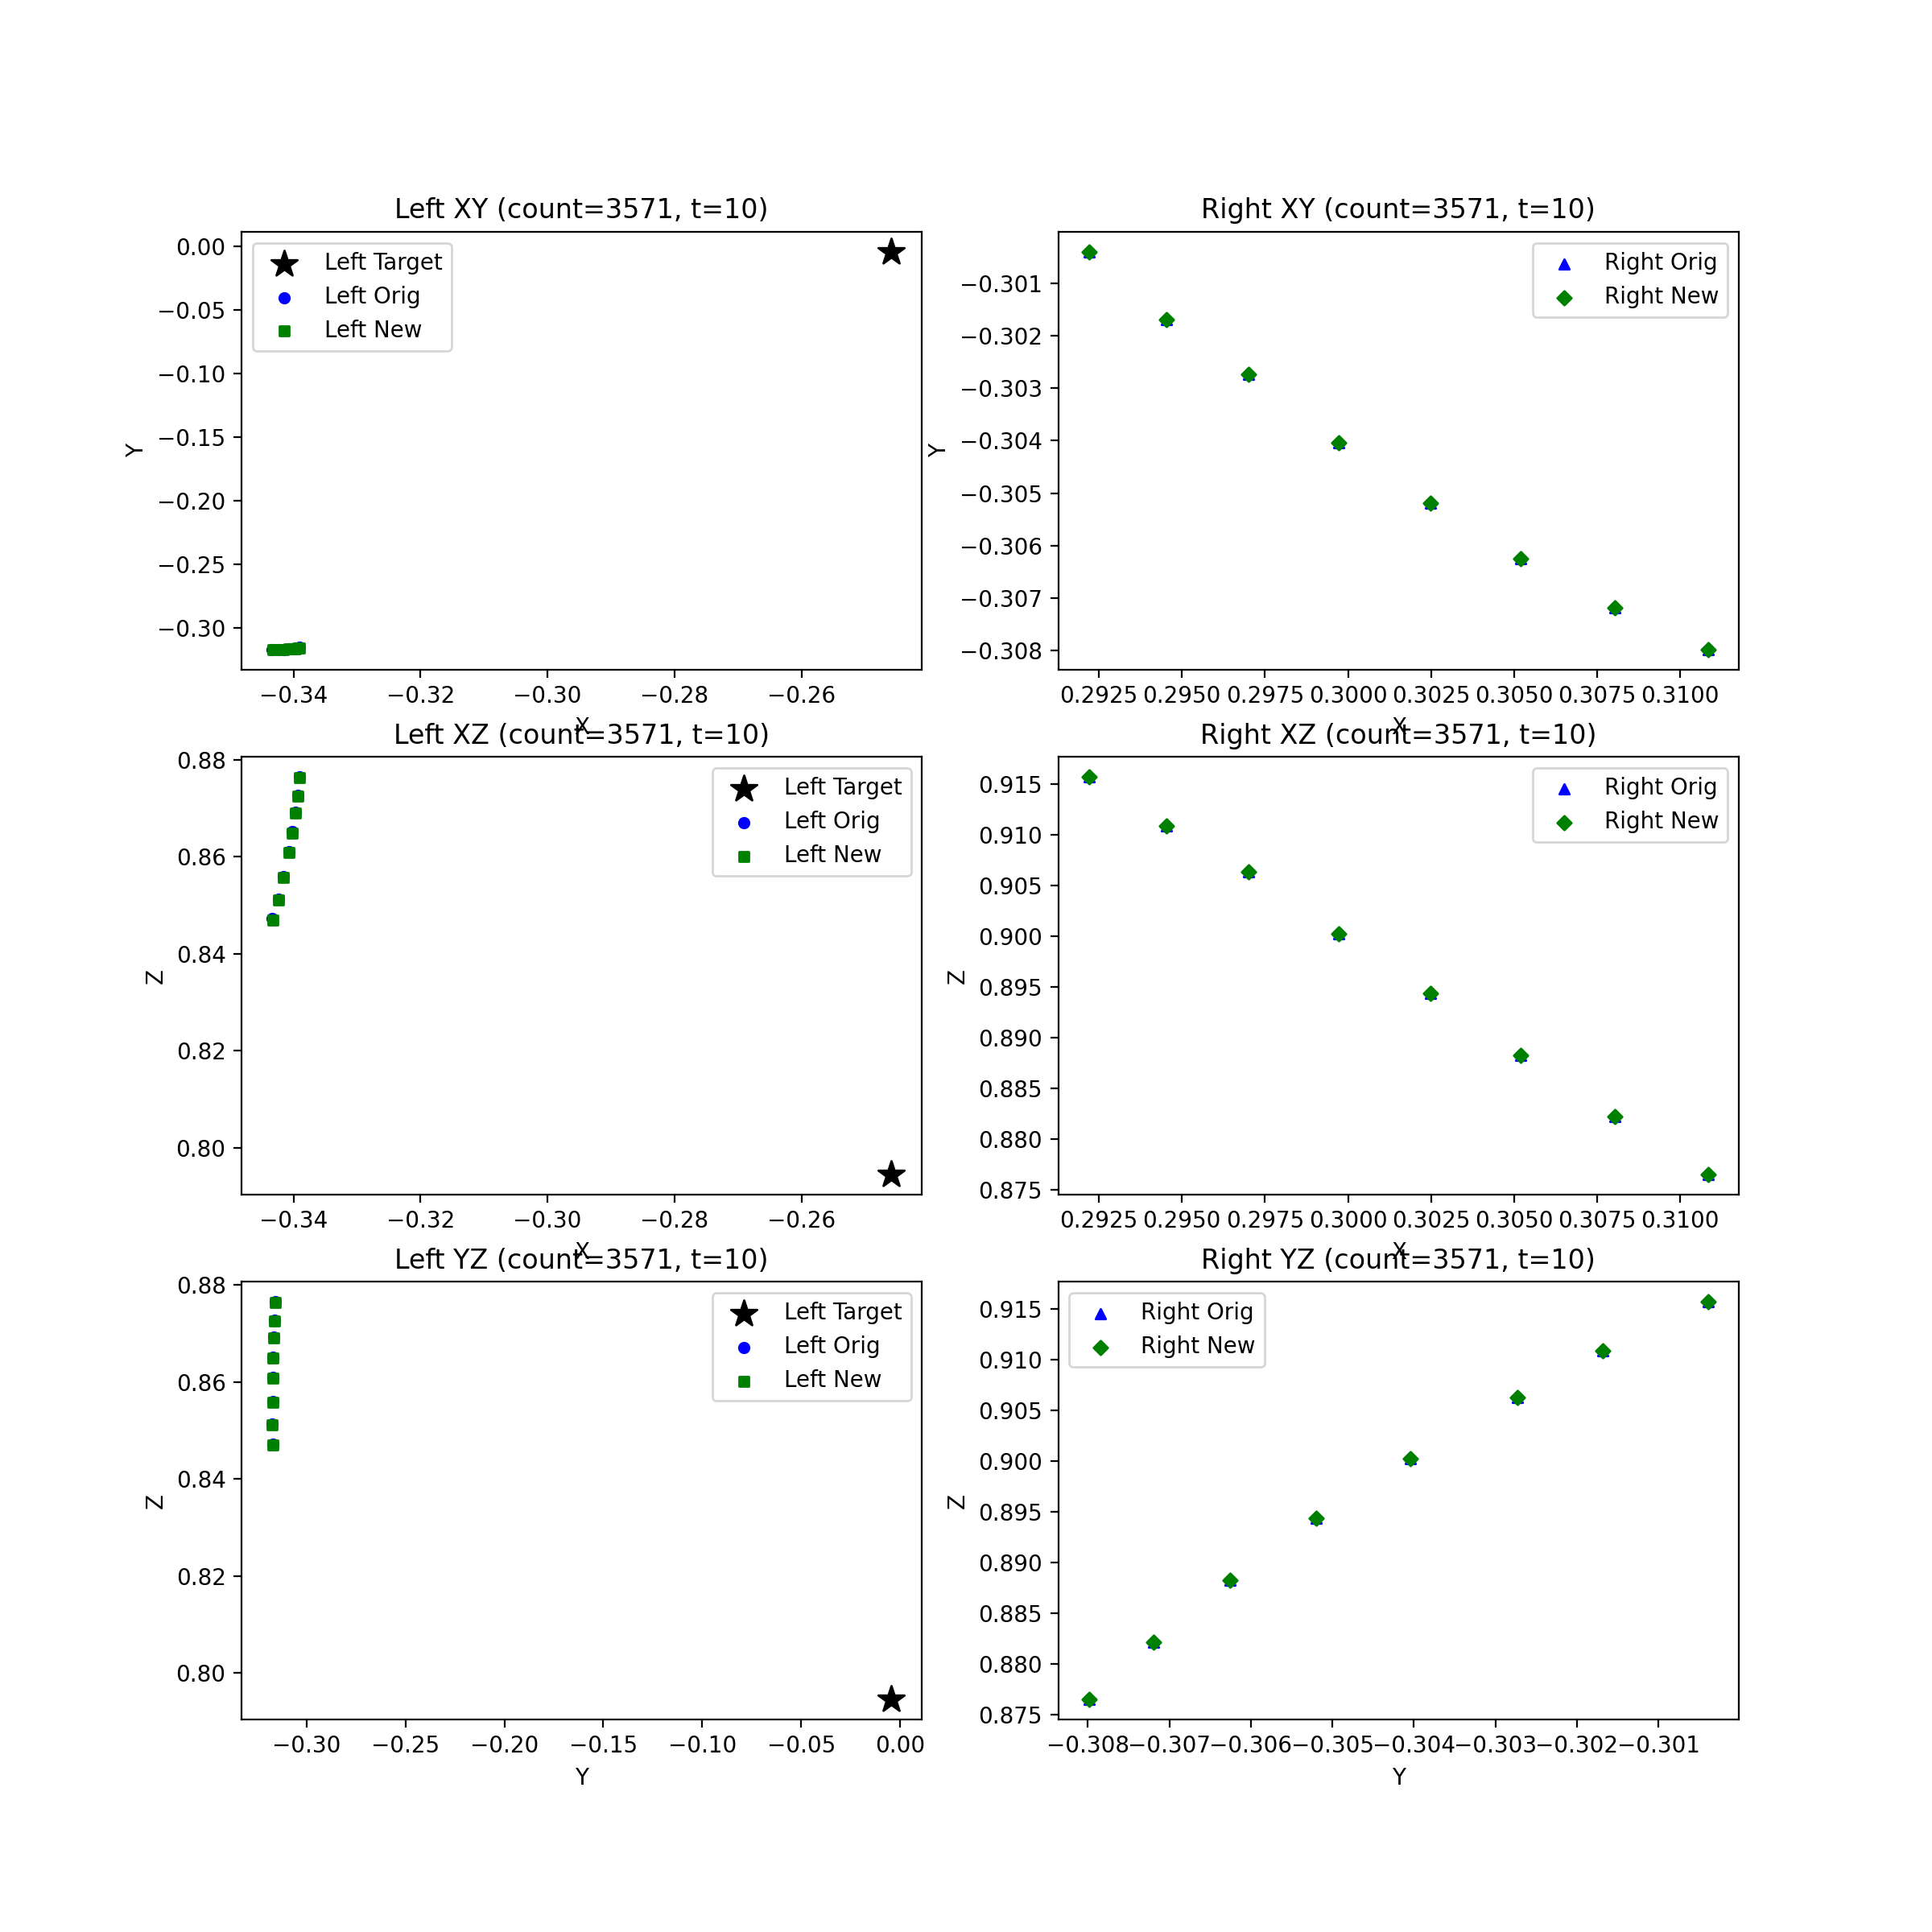 Left XY (count=3571, t=10)
Left Target
Left Orig
Left New
0.00
−0.05
−0.10
−0.15
−0.20
−0.25
−0.30
Y
−0.34 −0.32 −0.30 −0.28 −0.26
X
Right XY (count=3571, t=10)
Right Orig
Right New
−0.301
−0.302
−0.303
−0.304
−0.305
−0.306
−0.307
−0.308
Y
0.2925 0.2950 0.2975 0.3000 0.3025 0.3050 0.3075 0.3100
X
Left XZ (count=3571, t=10)
Left Target
Left Orig
Left New
0.88
0.86
0.84
0.82
0.80
Z
−0.34 −0.32 −0.30 −0.28 −0.26
X
Right XZ (count=3571, t=10)
Right Orig
Right New
0.915
0.910
0.905
0.900
0.895
0.890
0.885
0.880
0.875
Z
0.2925 0.2950 0.2975 0.3000 0.3025 0.3050 0.3075 0.3100
X
Left YZ (count=3571, t=10)
Left Target
Left Orig
Left New
0.88
0.86
0.84
0.82
0.80
Z
−0.30 −0.25 −0.20 −0.15 −0.10 −0.05 0.00
Y
Right YZ (count=3571, t=10)
Right Orig
Right New
0.915
0.910
0.905
0.900
0.895
0.890
0.885
0.880
0.875
Z
−0.308 −0.307 −0.306 −0.305 −0.304 −0.303 −0.302 −0.301
Y